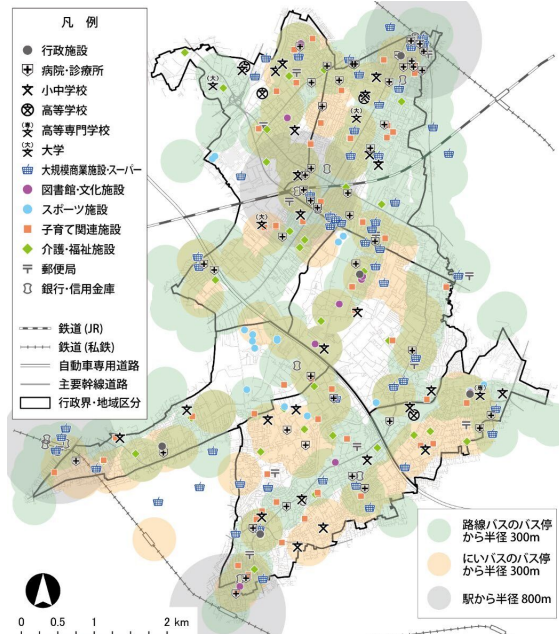 凡 例
行政施設
病院・診療所
小中学校
高等学校
(専)
高等専門学校
(大)
大学
大規模商業施設・スーパー
図書館・文化施設
スポーツ施設
子育て関連施設
介護・福祉施設
郵便局
銀行・信用金庫
鉄道(JR)
鉄道(私鉄)
自動車専用道路
主要幹線道路
行政界・地域区分
(大)
(大)
(大)
(専)
路線バスのバス停
から半径 300m
にいバスのバス停
から半径 300m
駅から半径 800m
0 0.5 1 2 km